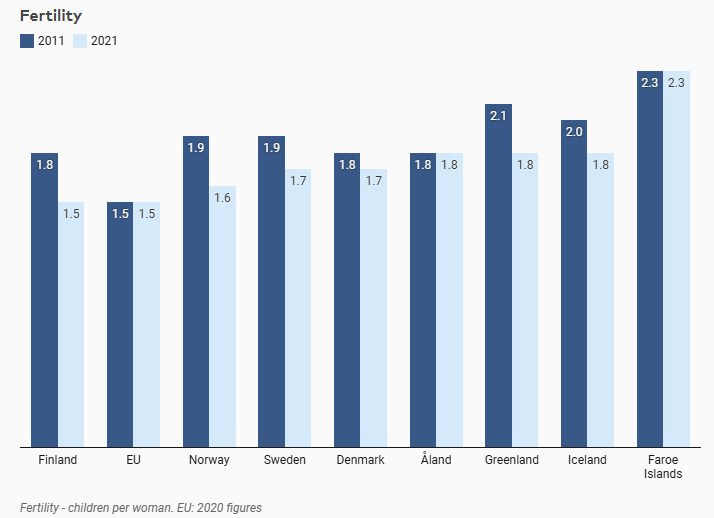 Fertility
2011 2021
1.8 1.5 1.5 1.5 1.9 1.6 1.9 1.7 1.8 1.7 1.8 1.8 2.1 1.8 2.0 1.8 2.3 2.3
Finland EU Norway Sweden Denmark Åland Greenland Iceland Faroe
Islands
Fertility - children per woman. EU: 2020 figures